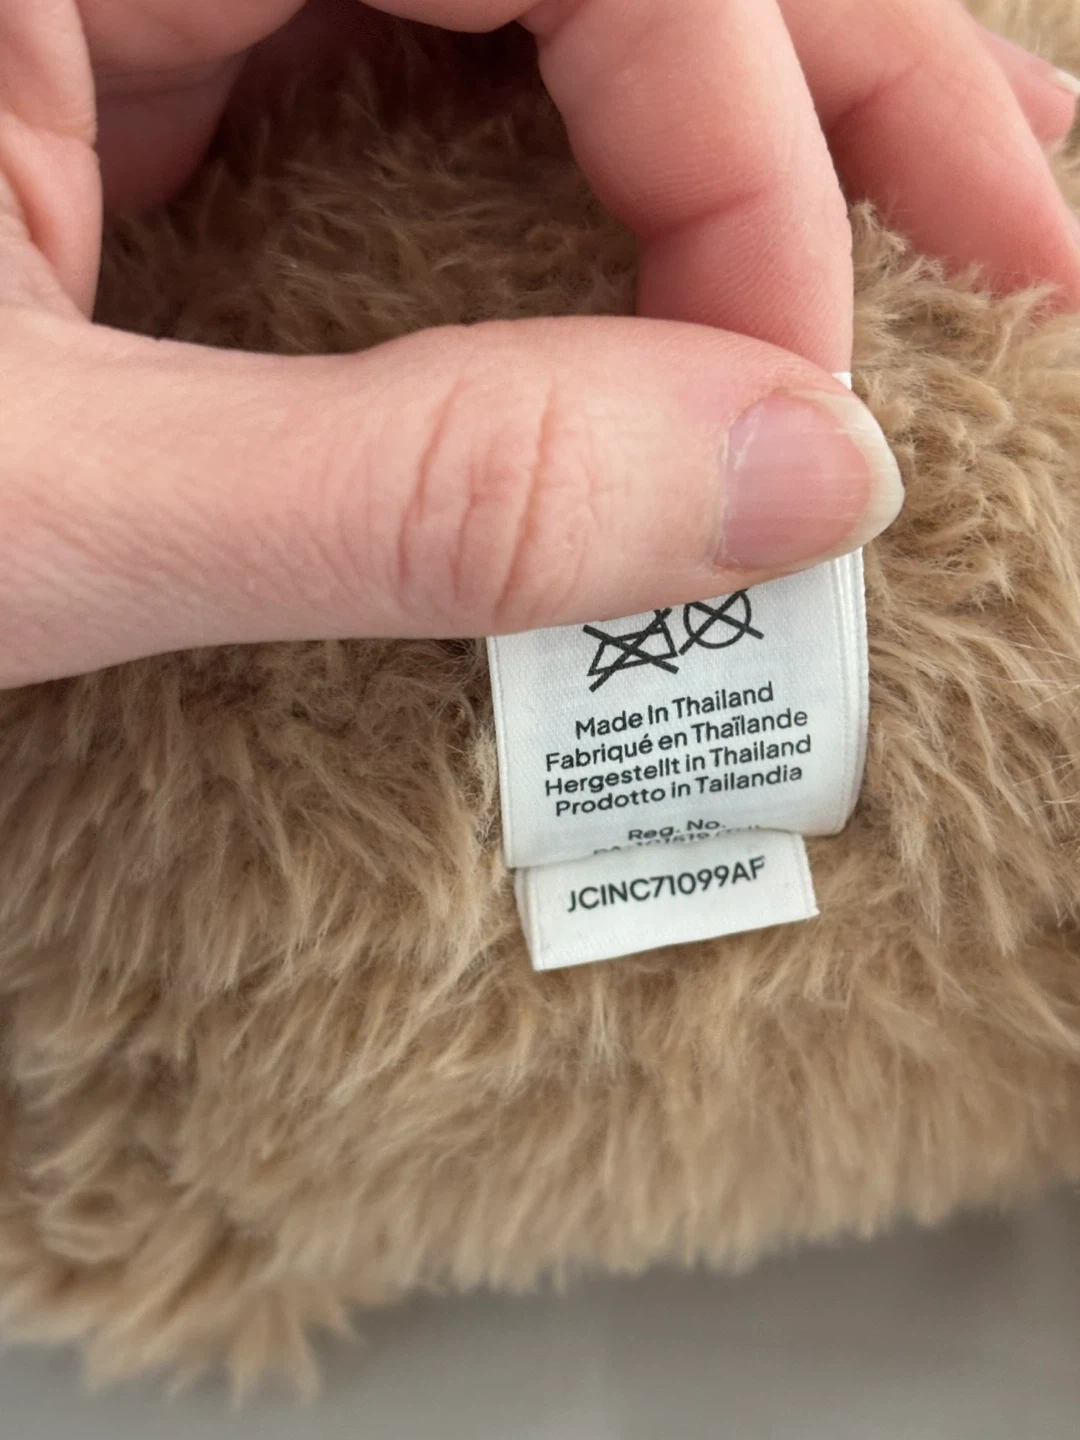 Made In Thailand
Fabriqué en Thaïlande
Hergestellt in Thailand
Prodotto in Tailandia
Reg. No.
JCINC71099AF